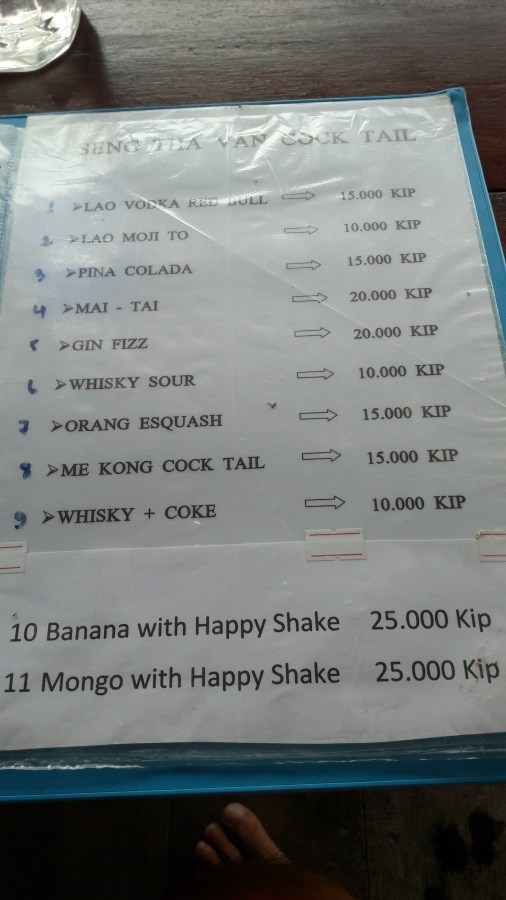 SENG THA VAN COCK TAIL
1 ➢LAO VODKA RED BULL ⇨ 15.000 KIP
2 ➢LAO MOJI TO ⇨ 10.000 KIP
3 ➢PINA COLADA ⇨ 15.000 KIP
4 ➢MAI - TAI ⇨ 20.000 KIP
5 ➢GIN FIZZ ⇨ 20.000 KIP
6 ➢WHISKY SOUR ⇨ 10.000 KIP
7 ➢ORANG ESQUASH ⇨ 15.000 KIP
8 ➢ME KONG COCK TAIL ⇨ 15.000 KIP
9 ➢WHISKY + COKE ⇨ 10.000 KIP
10 Banana with Happy Shake 25.000 Kip
11 Mongo with Happy Shake 25.000 Kip